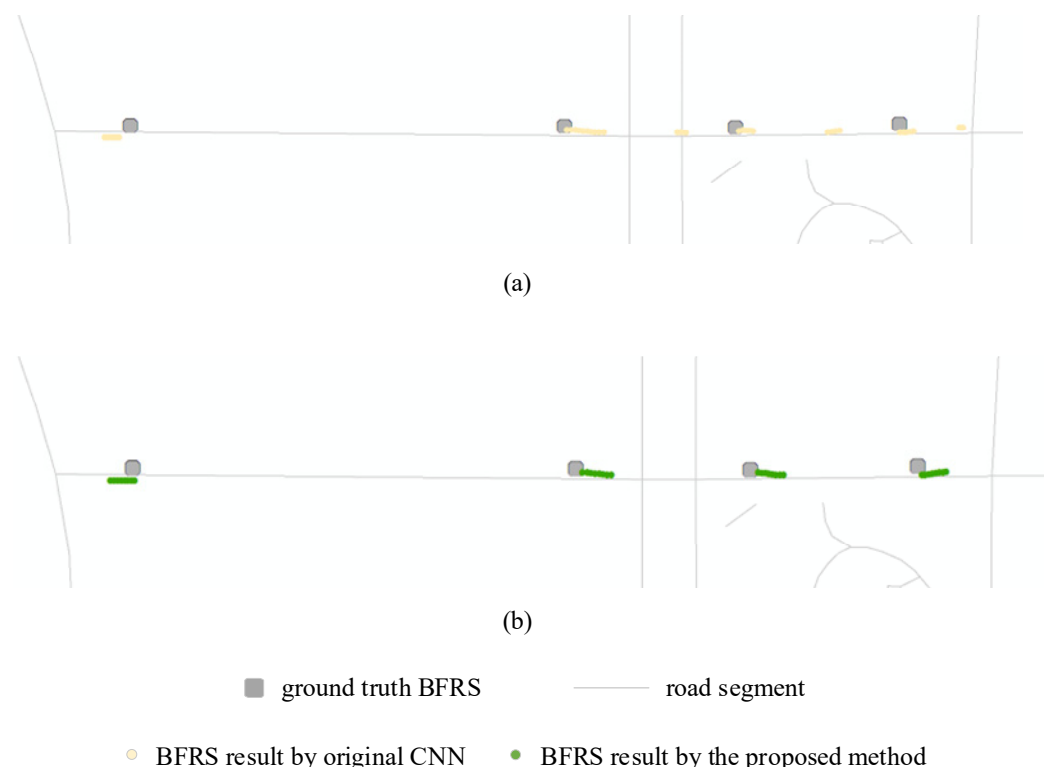 (a)
(b)
ground truth BFRS road segment
BFRS result by original CNN BFRS result by the proposed method